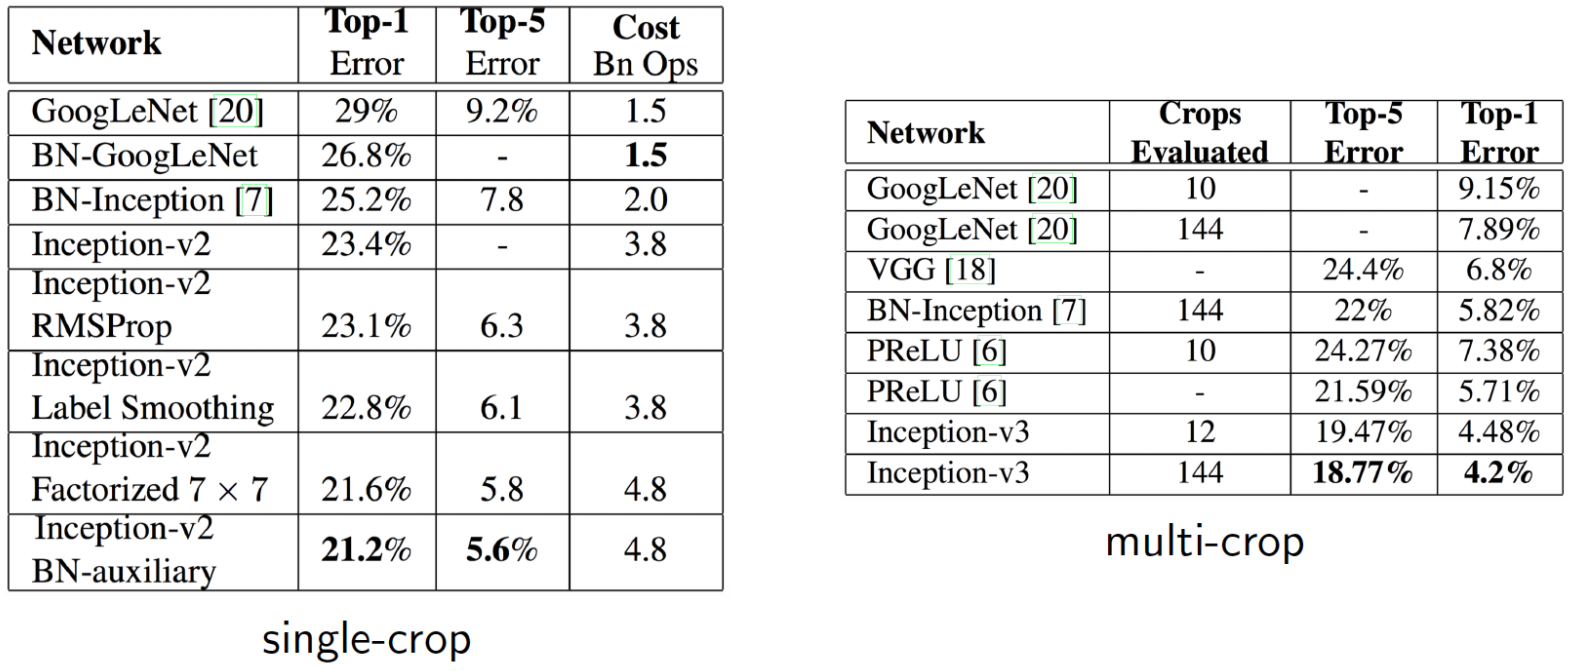 Network Top-1 Error Top-5 Error Cost Bn Ops
GoogLeNet [20] 29% 9.2% 1.5
BN-GoogLeNet 26.8% - 1.5
BN-Inception [7] 25.2% 7.8 2.0
Inception-v2 23.4% - 3.8
Inception-v2
RMSProp 23.1% 6.3 3.8
Inception-v2
Label Smoothing 22.8% 6.1 3.8
Inception-v2
Factorized 7 × 7 21.6% 5.8 4.8
Inception-v2
BN-auxiliary 21.2% 5.6% 4.8
single-crop
Network Crops Evaluated Top-5 Error Top-1 Error
GoogLeNet [20] 10 - 9.15%
GoogLeNet [20] 144 - 7.89%
VGG [18] - 24.4% 6.8%
BN-Inception [7] 144 22% 5.82%
PReLU [6] 10 24.27% 7.38%
PReLU [6] - 21.59% 5.71%
Inception-v3 12 19.47% 4.48%
Inception-v3 144 18.77% 4.2%
multi-crop